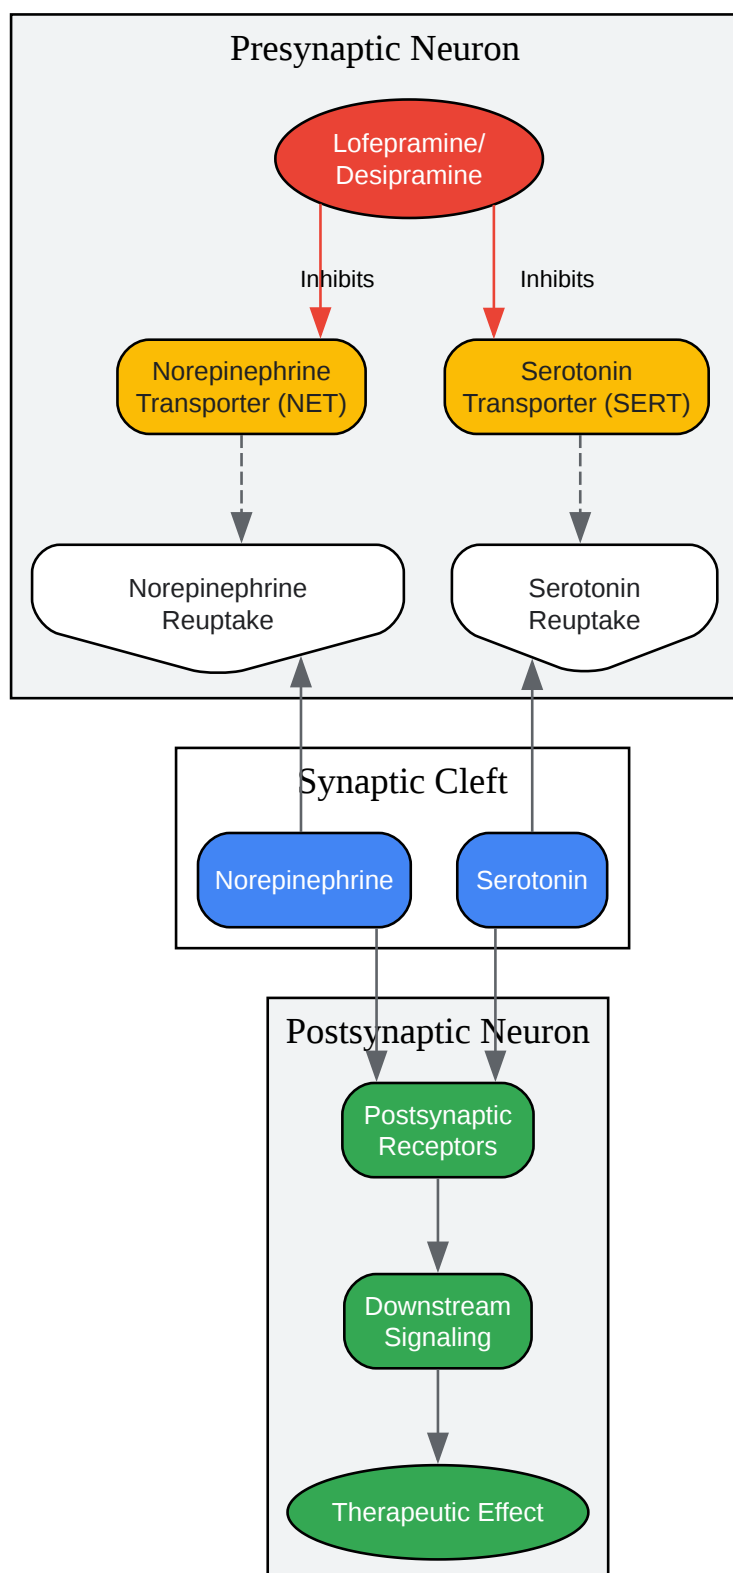 Presynaptic Neuron
Lofepramine/
Desipramine
Inhibits
Inhibits
Norepinephrine
Transporter (NET)
Serotonin
Transporter (SERT)
Norepinephrine
Reuptake
Serotonin
Reuptake
Synaptic Cleft
Norepinephrine
Serotonin
Postsynaptic Neuron
Postsynaptic
Receptors
Downstream
Signaling
Therapeutic Effect